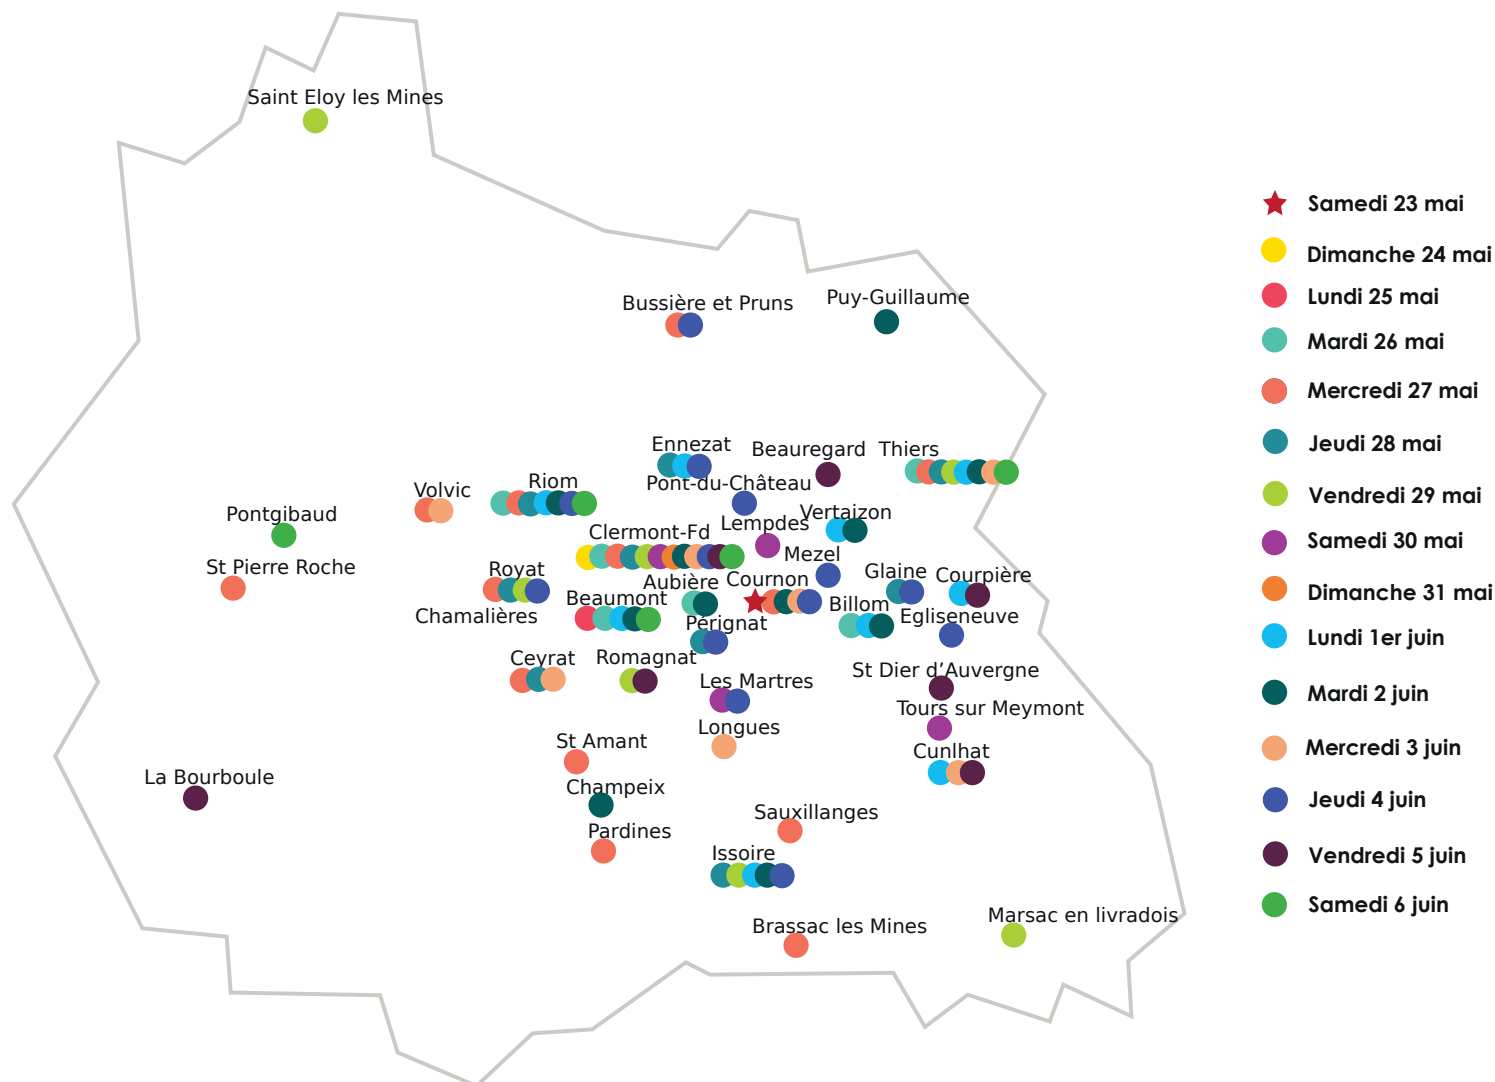 Saint Eloy les Mines
Bussière et Pruns
Puy-Guillaume
Ennezat
Beauregard
Thiers
Pont-du-Château
Riom
Volvic
Pontgibaud
Lempdes
Vertaizon
Clermont-Fd
Mezel
St Pierre Roche
Royat
Aubière
Cournon
Glaine
Courpière
Chamalières
Beaumont
Billom
Egliseneuve
Pérignat
Ceyrat
Romagnat
Les Martres
St Dier d’Auvergne
Tours sur Meymont
Longues
St Amant
Cunlhat
La Bourboule
Champeix
Sauxillanges
Pardines
Issoire
Brassac les Mines
Marsac en livradois
Samedi 23 mai
Dimanche 24 mai
Lundi 25 mai
Mardi 26 mai
Mercredi 27 mai
Jeudi 28 mai
Vendredi 29 mai
Samedi 30 mai
Dimanche 31 mai
Lundi 1er juin
Mardi 2 juin
Mercredi 3 juin
Jeudi 4 juin
Vendredi 5 juin
Samedi 6 juin